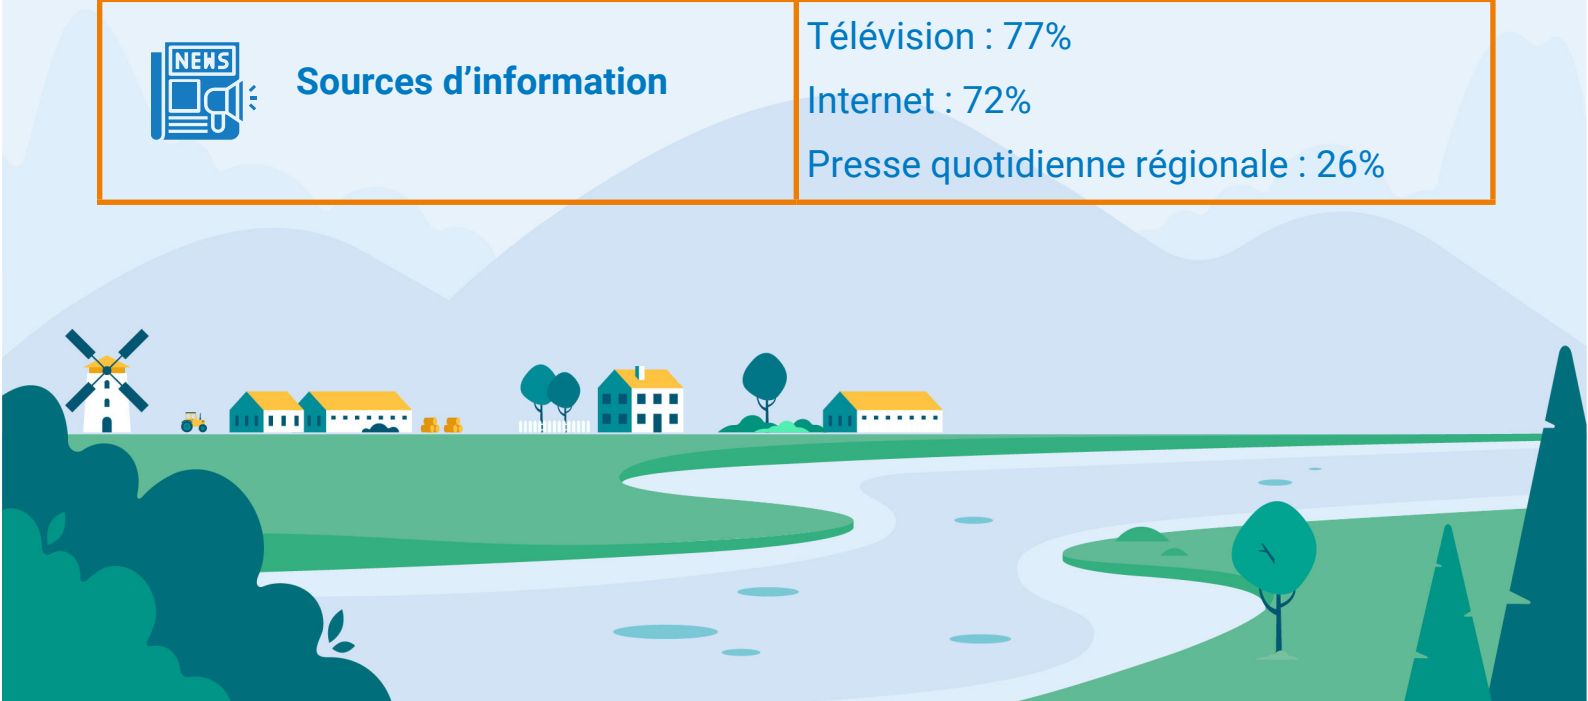 NEWS
Sources d’information
Télévision : 77%
Internet : 72%
Presse quotidienne régionale : 26%